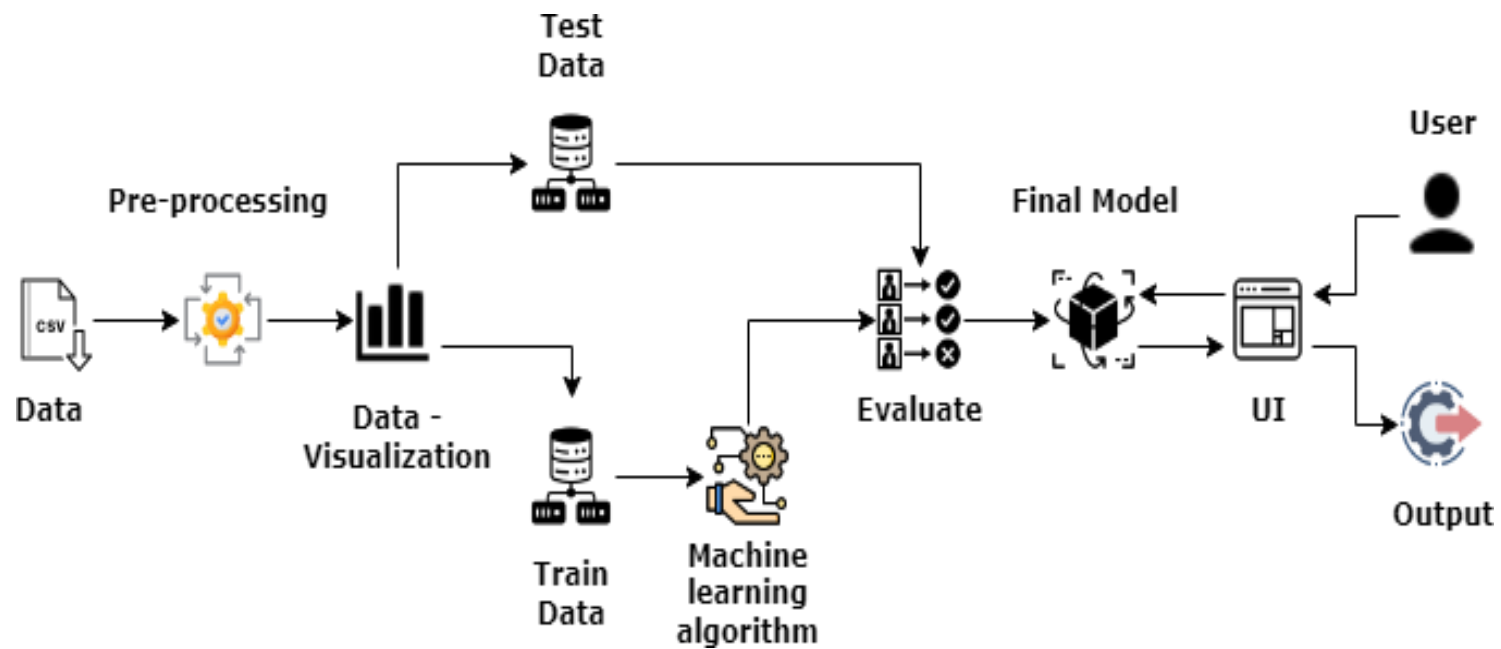 Test
Data
User
Pre-processing
Final Model
CSV
Data
Data -
Visualization
Evaluate
UI
Output
Train
Data
Machine
learning
algorithm